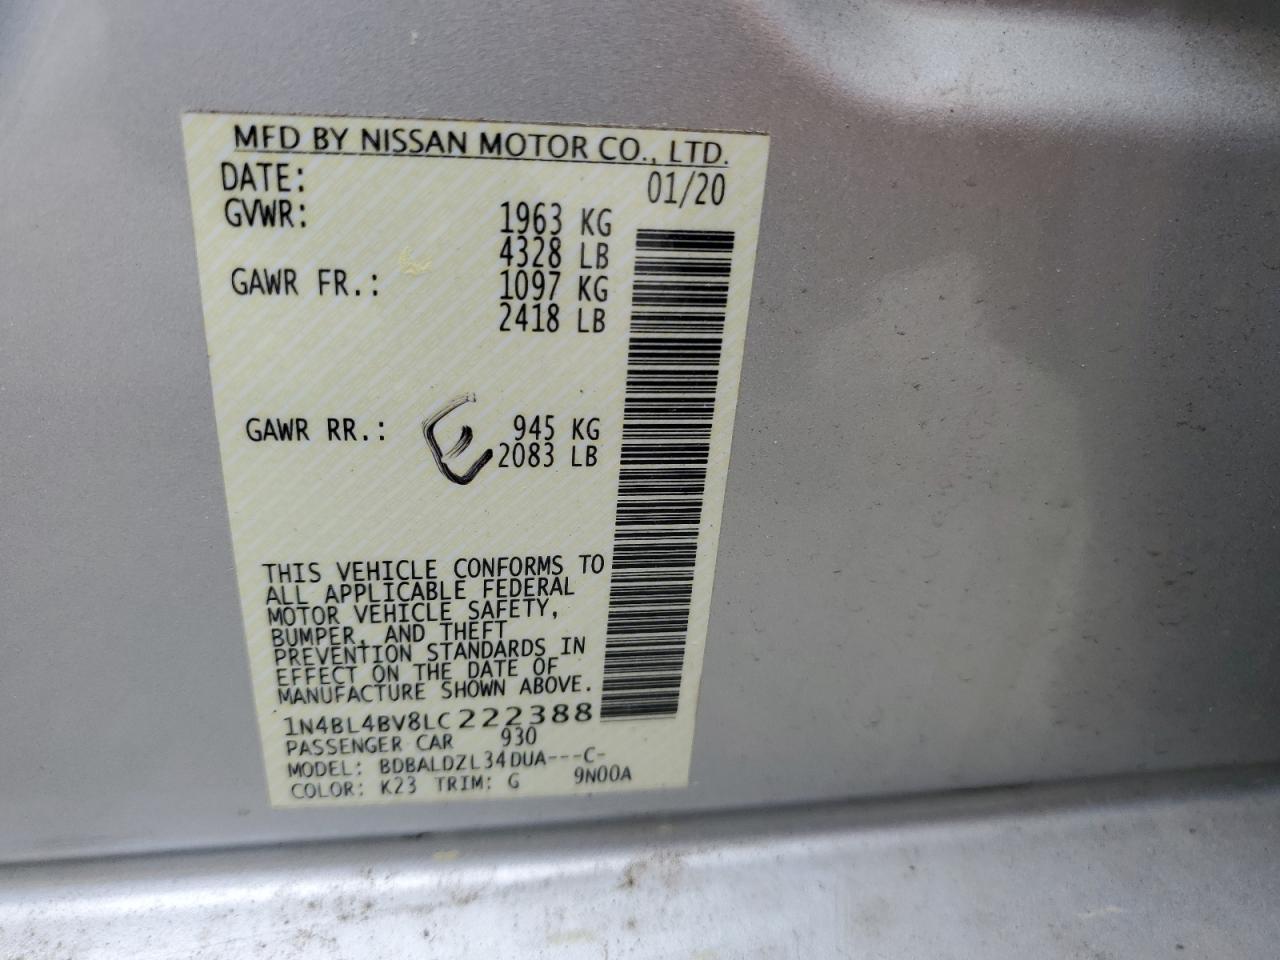 MFD BY NISSAN MOTOR CO., LTD.
DATE: 01/20
GVWR: 1963 KG
4328 LB
GAWR FR.: 1097 KG
2418 LB
GAWR RR.: E 945 KG
2083 LB
THIS VEHICLE CONFORMS TO
ALL APPLICABLE FEDERAL
MOTOR VEHICLE SAFETY,
BUMPER, AND THEFT
PREVENTION STANDARDS IN
EFFECT ON THE DATE OF
MANUFACTURE SHOWN ABOVE.
1N4BL4BV8LC222388
PASSENGER CAR 930
MODEL: BDBALDZL34DUA---C-
COLOR: K23 TRIM: G 9N00A